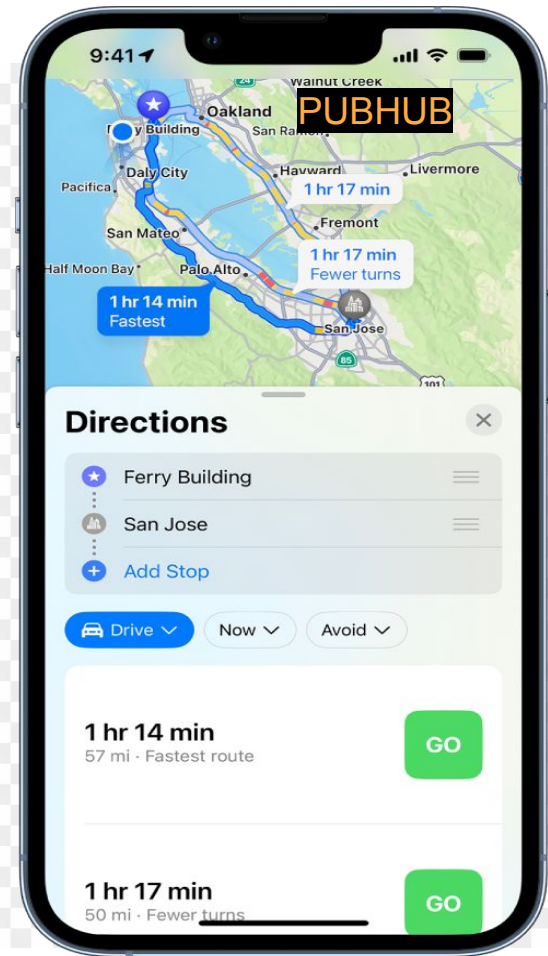 9:41
Walnut Creek
24
PUBHUB
Oakland
Ferry Building
San Ramon
Daly City
Hayward
Livermore
Pacifica
1 hr 17 min
Fremont
San Mateo
1 hr 17 min
Fewer turns
Half Moon Bay
Palo Alto
1 hr 14 min
Fastest
San Jose
85
101
Directions
Ferry Building
San Jose
Add Stop
Drive
Now
Avoid
1 hr 14 min
57 mi · Fastest route
GO
1 hr 17 min
50 mi · Fewer turns
GO